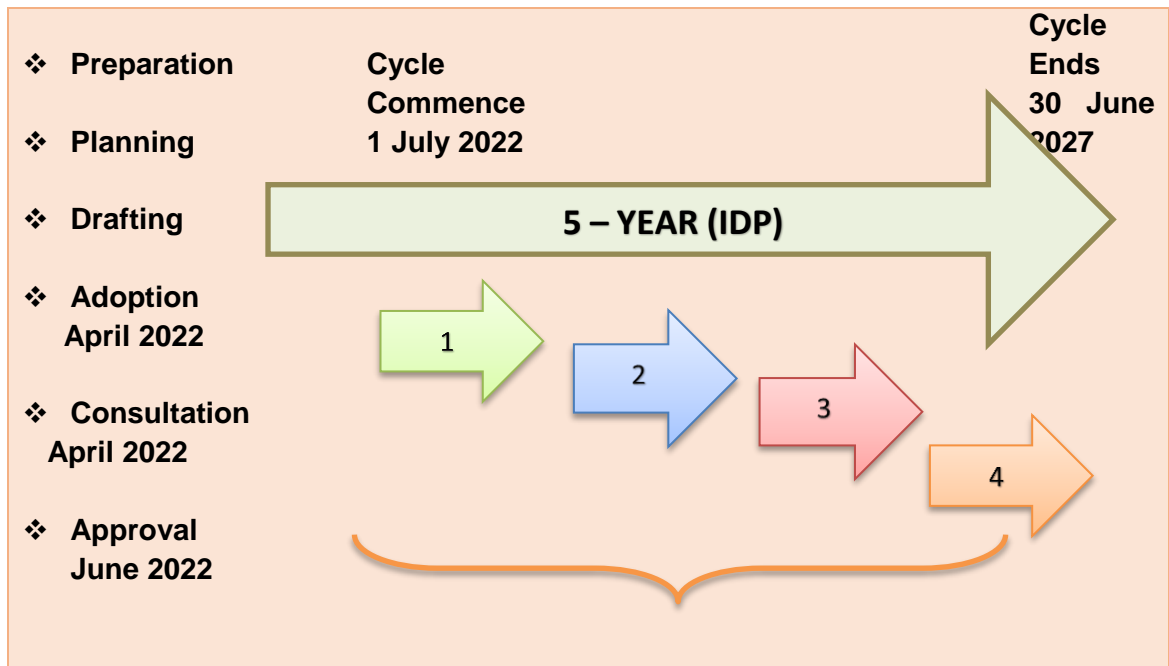 ❖ Preparation
❖ Planning
❖ Drafting
❖ Adoption
April 2022
❖ Consultation
April 2022
❖ Approval
June 2022
Cycle
Commence
1 July 2022
Cycle
Ends
30 June
2027
5 – YEAR (IDP)
1
2
3
4